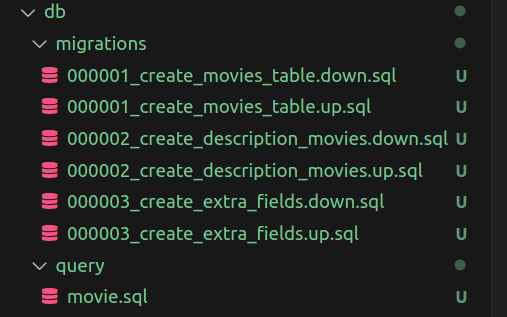 db
migrations
000001_create_movies_table.down.sql U
000001_create_movies_table.up.sql U
000002_create_description_movies.down.sql U
000002_create_description_movies.up.sql U
000003_create_extra_fields.down.sql U
000003_create_extra_fields.up.sql U
query
movie.sql U